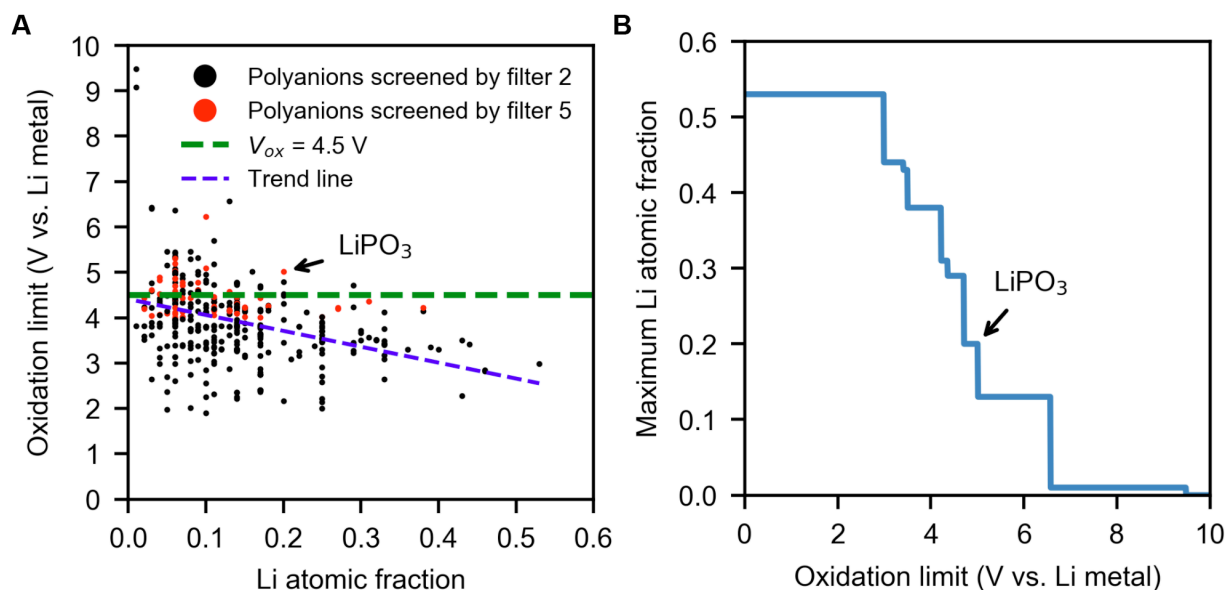 A
10
9
8
7
6
5
4
3
2
1
0
Oxidation limit (V vs. Li metal)
Polyanions screened by filter 2
Polyanions screened by filter 5
Vₒₓ = 4.5 V
Trend line
LiPO₃
0.0 0.1 0.2 0.3 0.4 0.5 0.6
Li atomic fraction
B
0.6
0.5
0.4
0.3
0.2
0.1
0.0
Maximum Li atomic fraction
LiPO₃
0 2 4 6 8 10
Oxidation limit (V vs. Li metal)